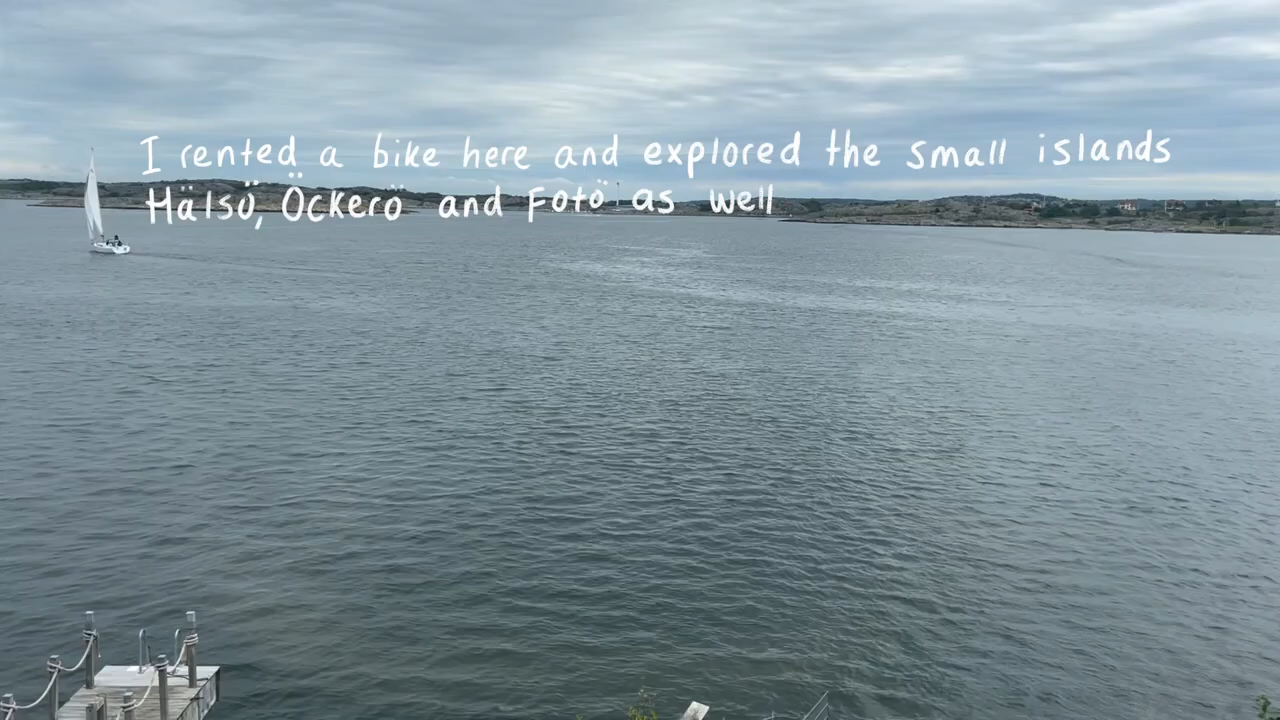 I rented a bike here and explored the small islands
Hälsö, Öckerö and Fotö as well